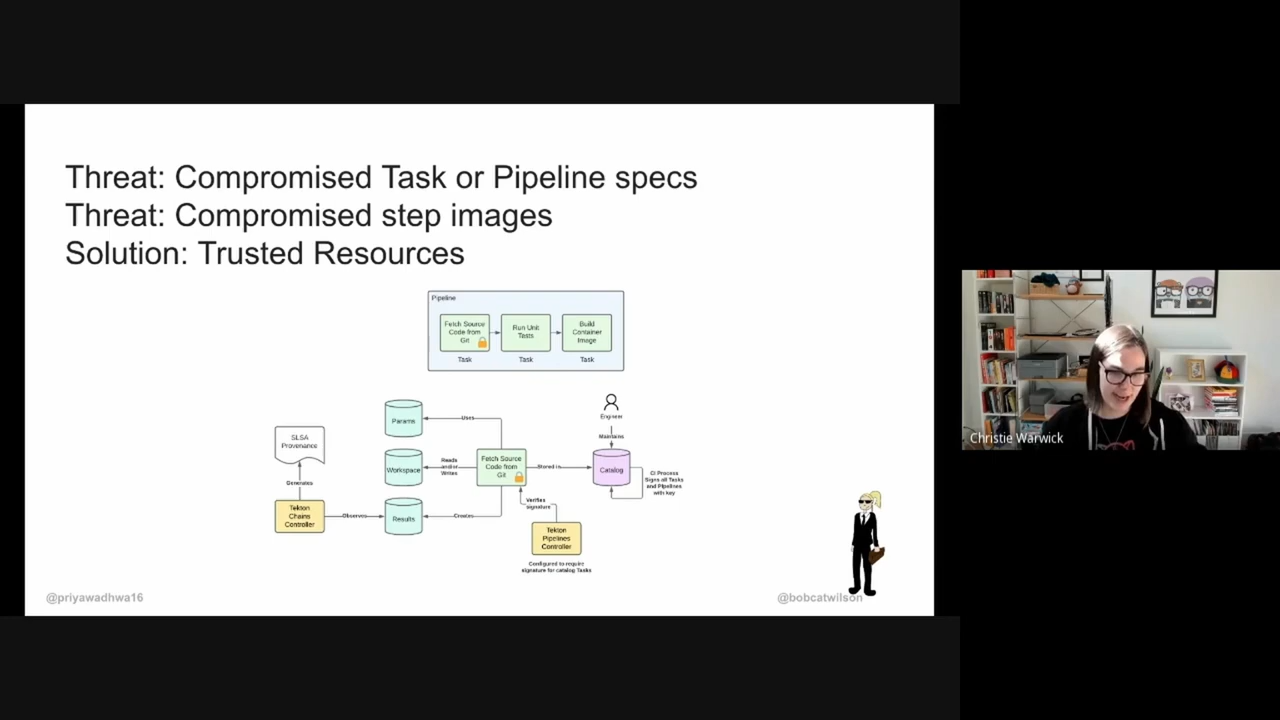 Threat: Compromised Task or Pipeline specs
Threat: Compromised step images
Solution: Trusted Resources
Pipeline
Fetch Source
Code from
Git
Run Unit
Tests
Build
Container
Image
Task
Task
Task
Params
Uses
Engineer
Maintains
SLSA
Provenance
Generates
Workspace
Reads
and/or
Writes
Fetch Source
Code from
Git
Stored in
Catalog
CI Process
Signs all Tasks
and Pipelines
with key
Tekton
Chains
Controller
Observes
Results
Creates
Verifies
signature
Tekton
Pipelines
Controller
Configured to require
signature for catalog Tasks
@priyawadhwa16
@bobcatwilson
Christie Warwick